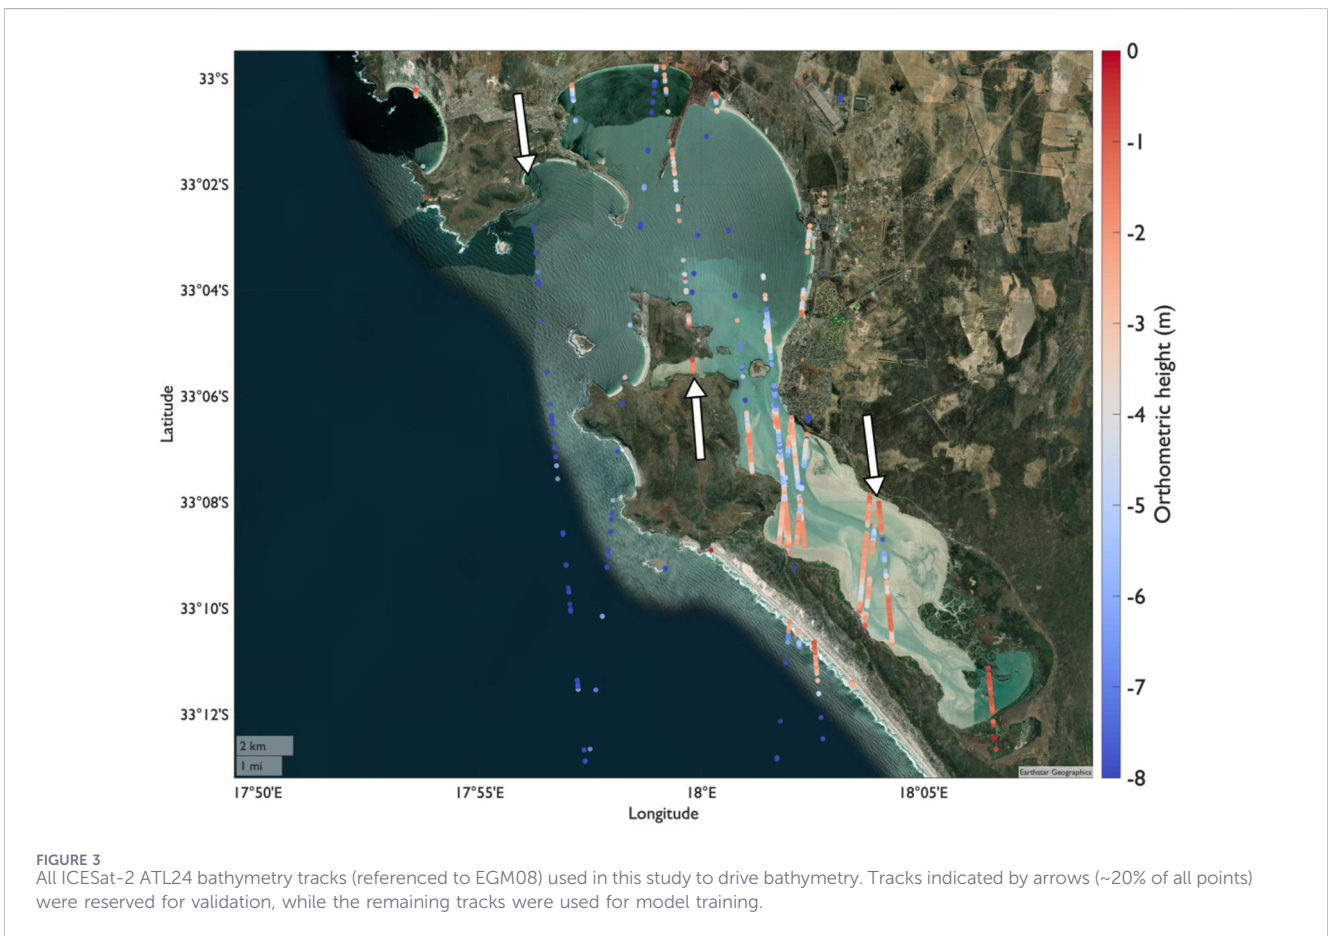 33°S
33°02'S
33°04'S
33°06'S
33°08'S
33°10'S
33°12'S
Latitude
2 km
1 mi
Earthstar Geographics
17°50'E
17°55'E
18°E
18°05'E
Longitude
0
-1
-2
-3
-4
-5
-6
-7
-8
Orthometric height (m)
FIGURE 3
All ICESat-2 ATL24 bathymetry tracks (referenced to EGM08) used in this study to drive bathymetry. Tracks indicated by arrows (~20% of all points)
were reserved for validation, while the remaining tracks were used for model training.